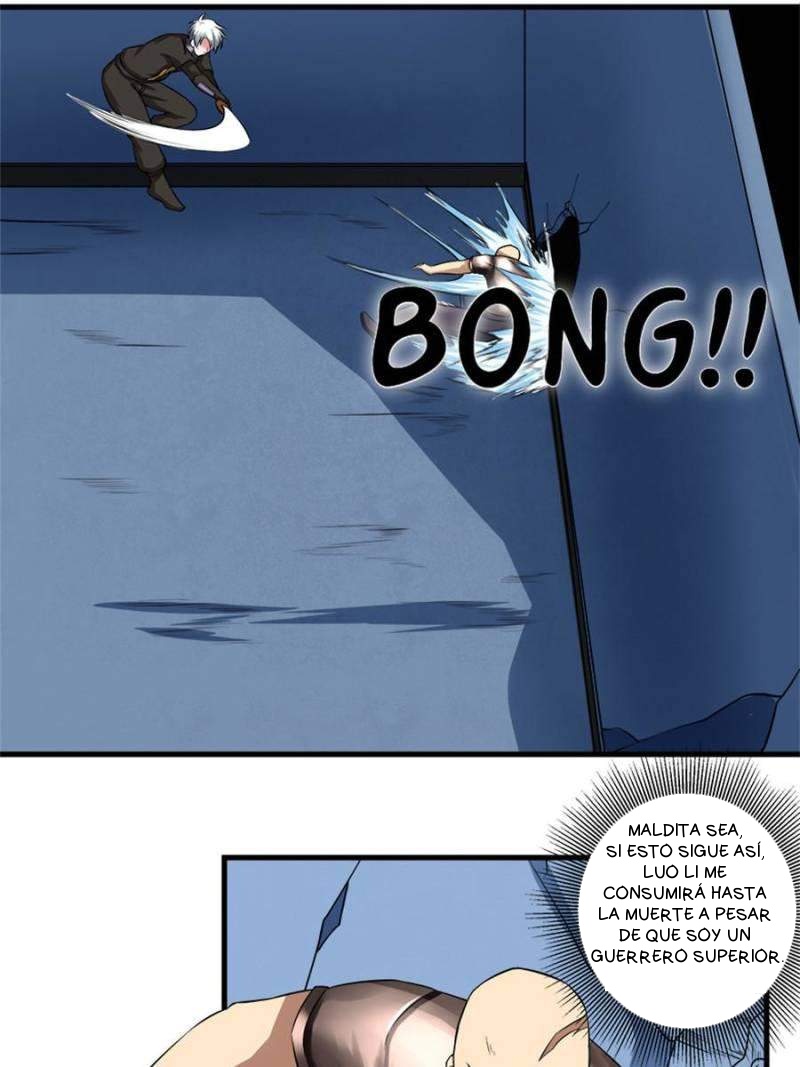 BONG!!
MALDITA SEA,
SI ESTO SIGUE ASÍ,
LUO LI ME
CONSUMIRÁ HASTA
LA MUERTE A PESAR
DE QUE SOY UN
GUERRERO SUPERIOR.